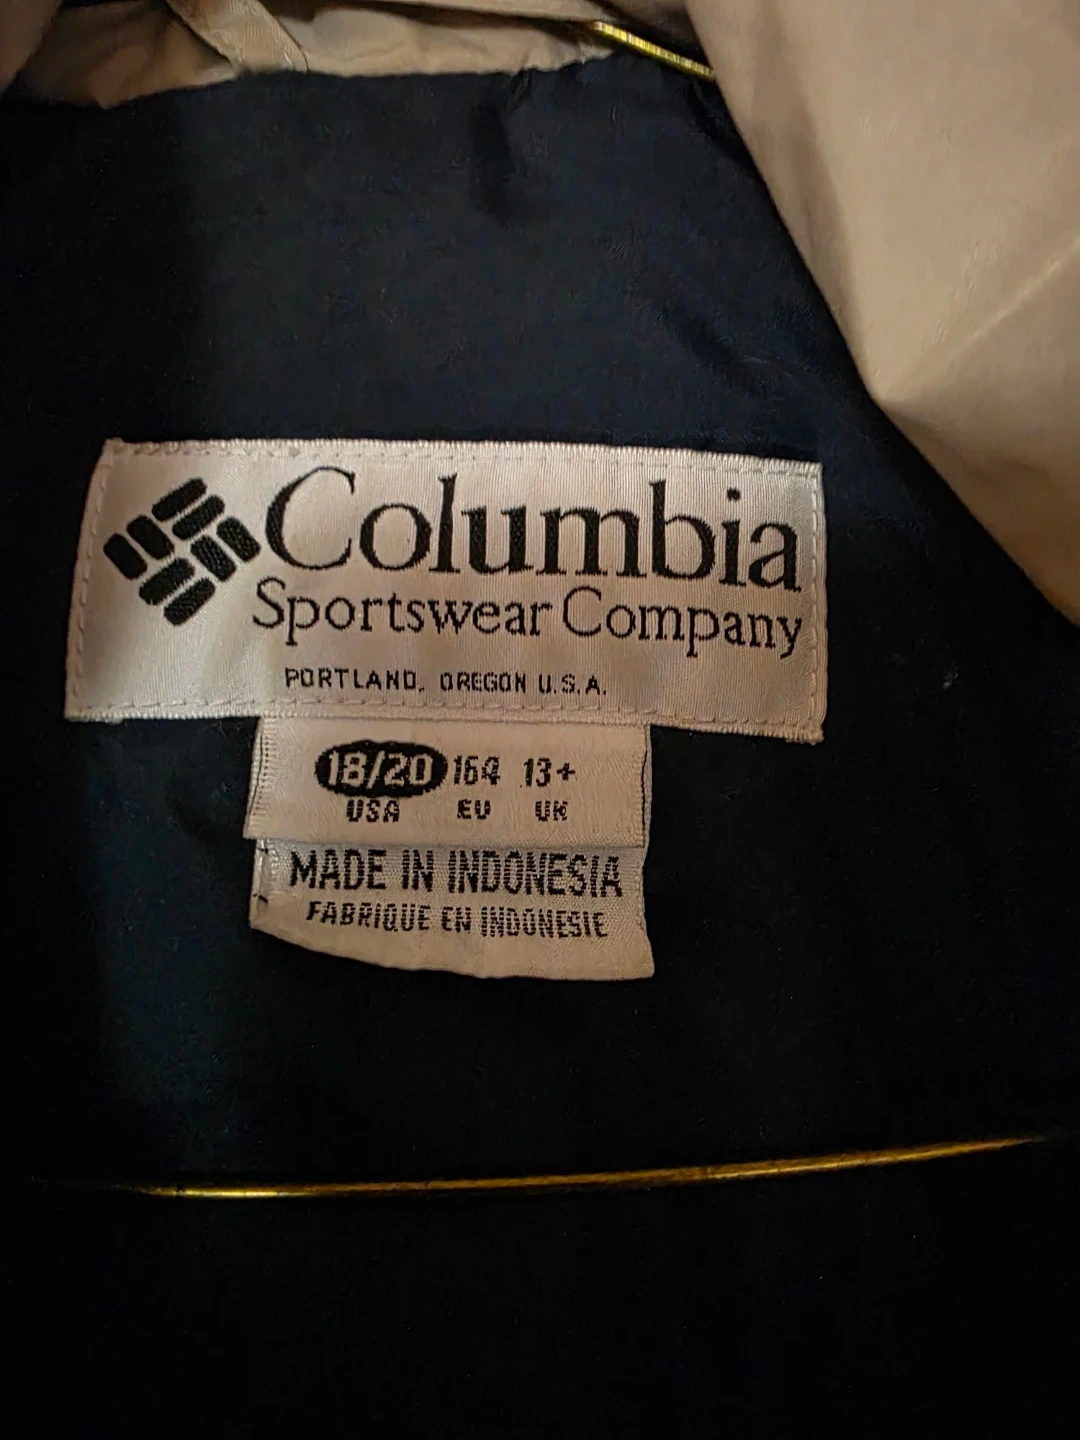 Columbia
Sportswear Company
PORTLAND, OREGON U.S.A.
18/20 164 13+
USA EU UK
MADE IN INDONESIA
FABRIQUE EN INDONESIE